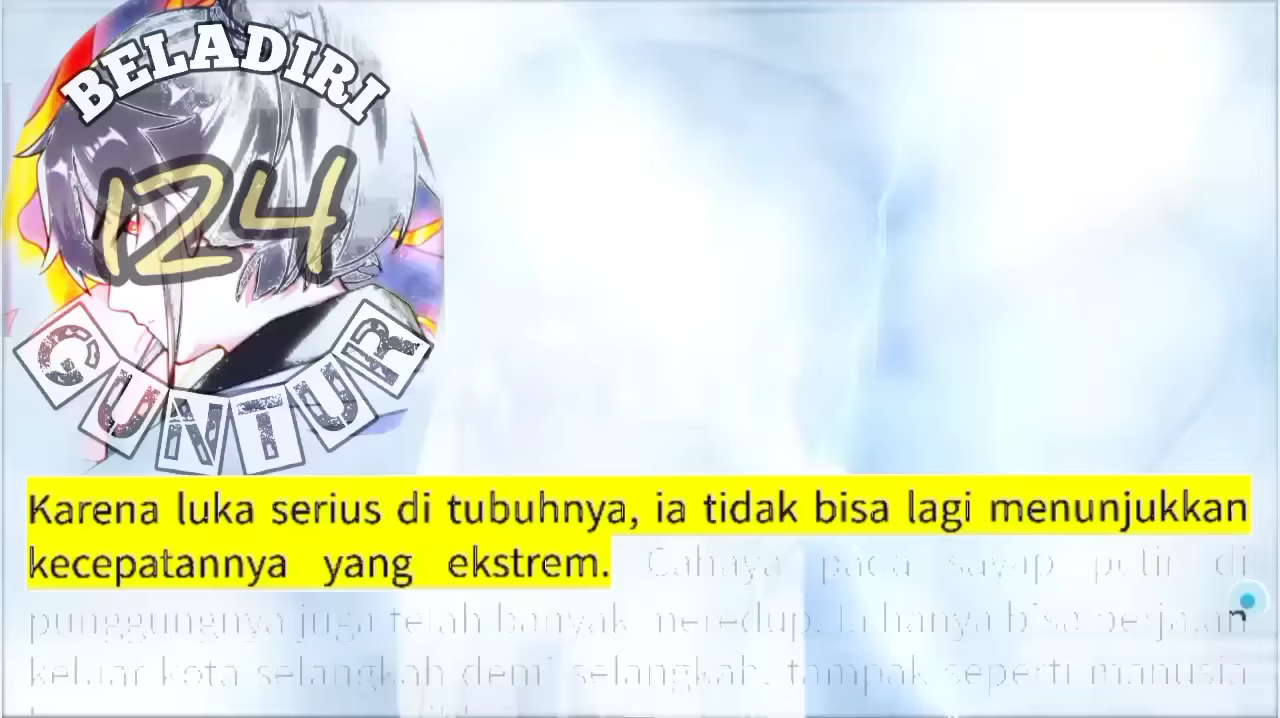 BELADIRI
124
GUNTUR
Karena luka serius di tubuhnya, ia tidak bisa lagi menunjukkan
kecepatannya yang ekstrem. Cahaya pada sayap petir di
punggungnya juga telah banyak meredup. Ia hanya bisa berjalan
keluar kota selangkah demi selangkah, tampak seperti manusia